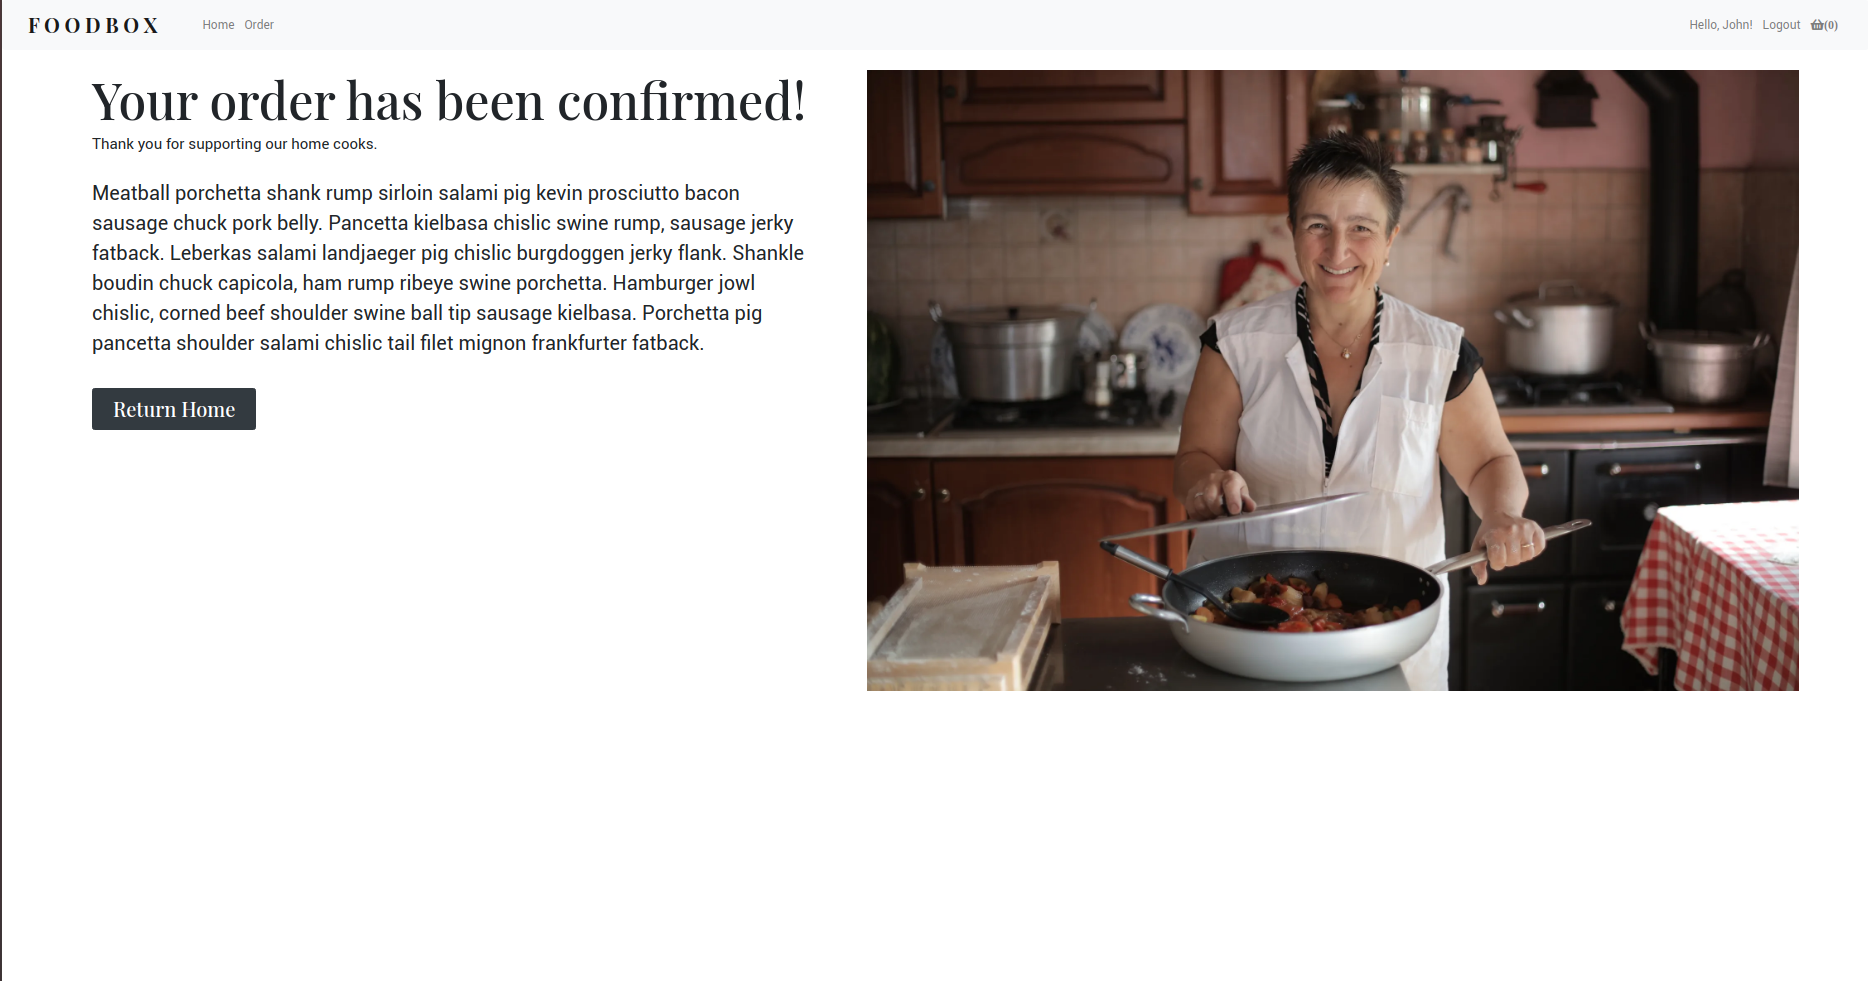 FOODBOX Home Order Hello, John! Logout (0)
Your order has been confirmed!
Thank you for supporting our home cooks.
Meatball porchetta shank rump sirloin salami pig kevin prosciutto bacon
sausage chuck pork belly. Pancetta kielbasa chislic swine rump, sausage jerky
fatback. Leberkas salami landjaeger pig chislic burgdoggen jerky flank. Shankle
boudin chuck capicola, ham rump ribeye swine porchetta. Hamburger jowl
chislic, corned beef shoulder swine ball tip sausage kielbasa. Porchetta pig
pancetta shoulder salami chislic tail filet mignon frankfurter fatback.
Return Home